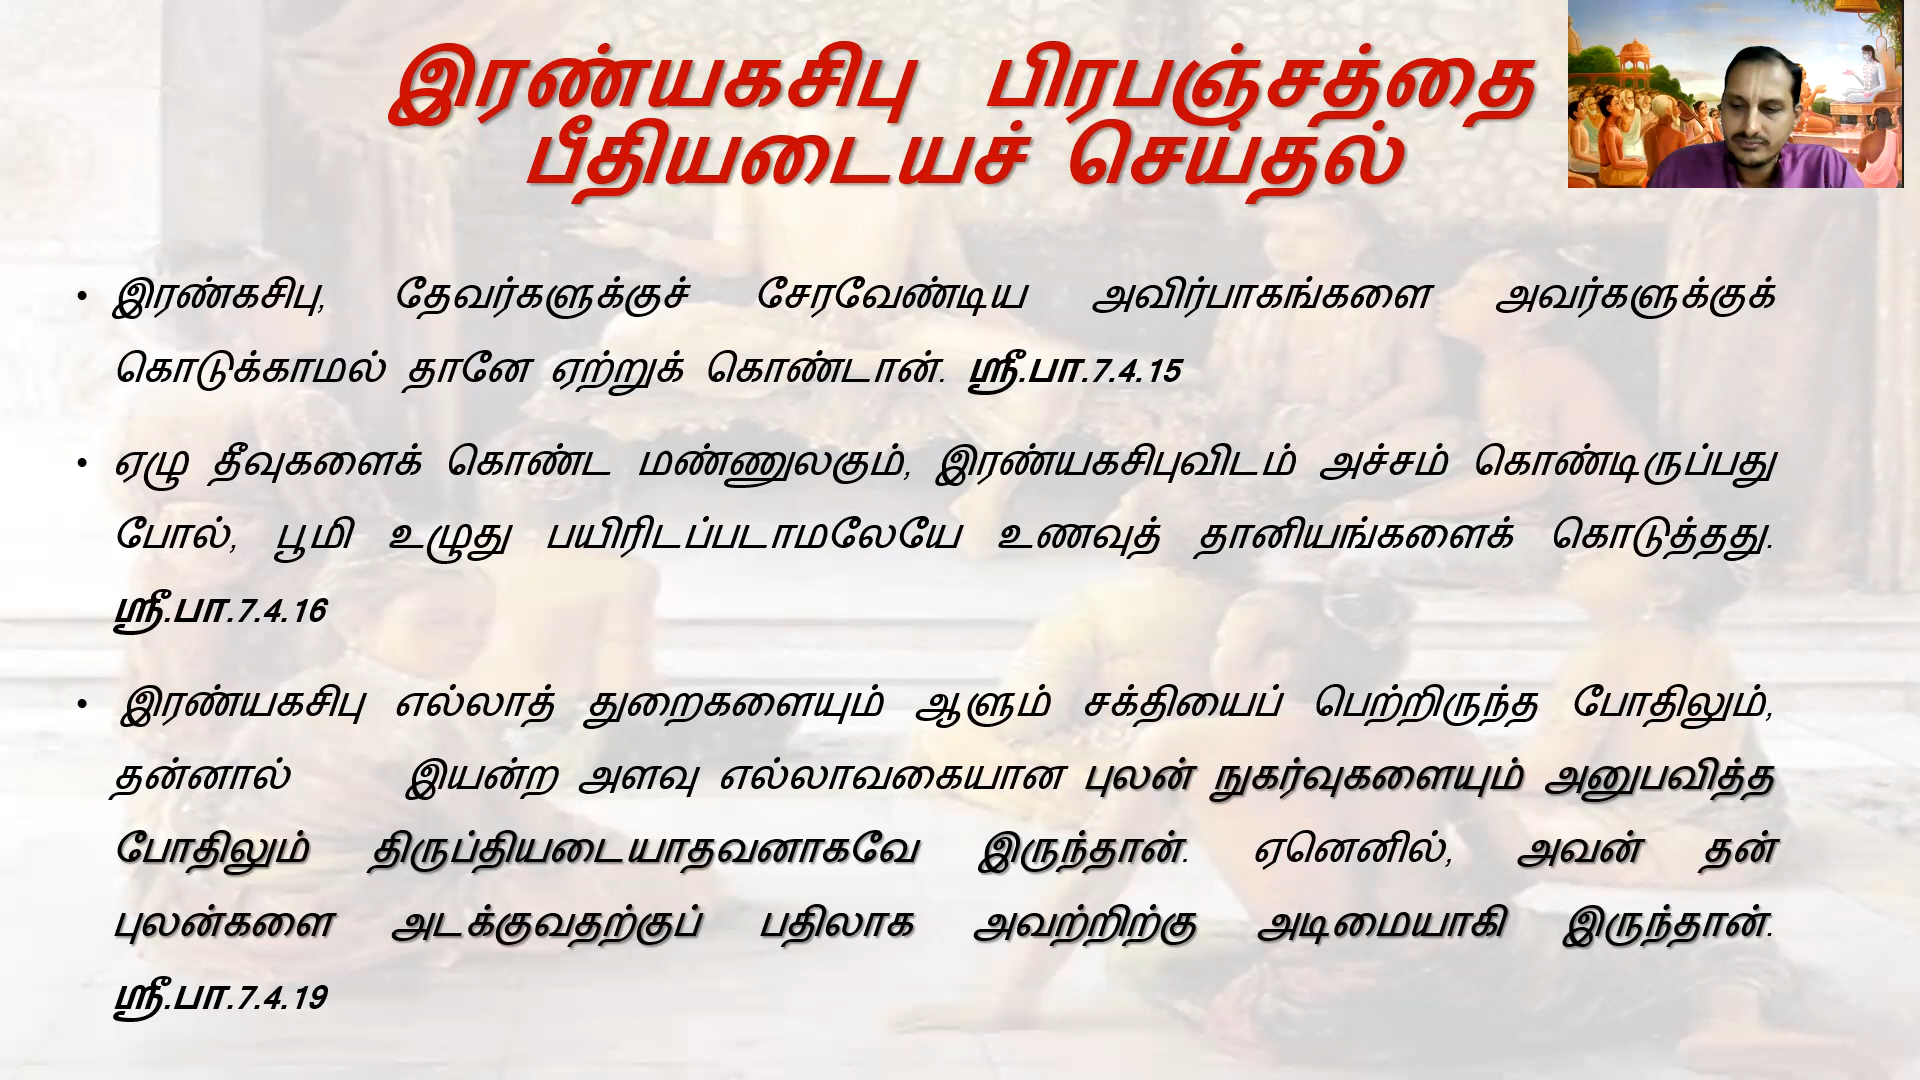 இரண்யகசிபு பிரபஞ்சத்தை
பீதியடையச் செய்தல்
• இரண்கசிபு, தேவர்களுக்குச் சேரவேண்டிய அவிர்பாகங்களை அவர்களுக்குக்
கொடுக்காமல் தானே ஏற்றுக் கொண்டான். ஸ்ரீ.பா.7.4.15
• ஏழு தீவுகளைக் கொண்ட மண்ணுலகும், இரண்யகசிபுவிடம் அச்சம் கொண்டிருப்பது
போல், பூமி உழுது பயிரிடப்படாமலேயே உணவுத் தானியங்களைக் கொடுத்தது.
ஸ்ரீ.பா.7.4.16
• இரண்யகசிபு எல்லாத் துறைகளையும் ஆளும் சக்தியைப் பெற்றிருந்த போதிலும்,
தன்னால் இயன்ற அளவு எல்லாவகையான புலன் நுகர்வுகளையும் அனுபவித்த
போதிலும் திருப்தியடையாதவனாகவே இருந்தான். ஏனெனில், அவன் தன்
புலன்களை அடக்குவதற்குப் பதிலாக அவற்றிற்கு அடிமையாகி இருந்தான்.
ஸ்ரீ.பா.7.4.19